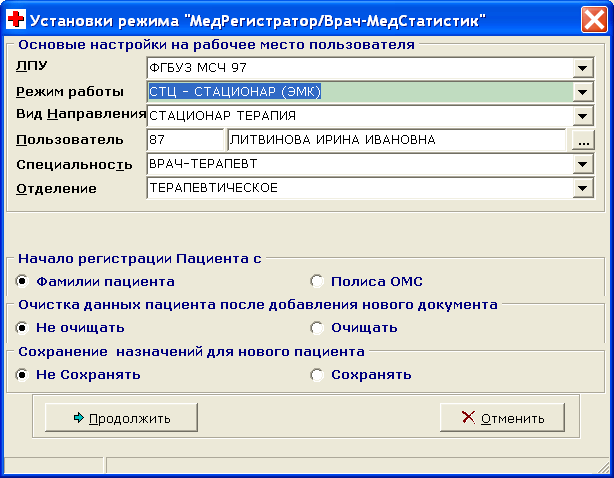 Установки режима "МедРегистратор/Врач-МедСтатистик"
Основые настройки на рабочее место пользователя
ЛПУ ФГБУЗ МСЧ 97
Режим работы СТЦ - СТАЦИОНАР (ЭМК)
Вид Направления СТАЦИОНАР ТЕРАПИЯ
Пользователь 87 ЛИТВИНОВА ИРИНА ИВАНОВНА ...
Специальность ВРАЧ-ТЕРАПЕВТ
Отделение ТЕРАПЕВТИЧЕСКОЕ
Начало регистрации Пациента с
Фамилии пациента Полиса ОМС
Очистка данных пациента после добавления нового документа
Не очищать Очищать
Сохранение назначений для нового пациента
Не Сохранять Сохранять
Продолжить Отменить